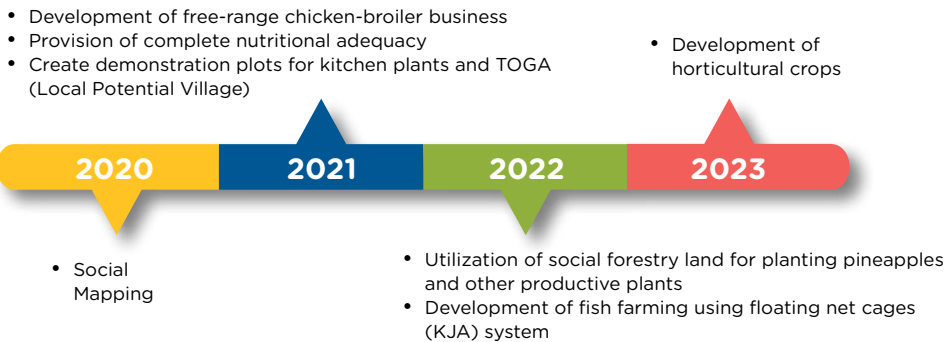 • Development of free-range chicken-broiler business
• Provision of complete nutritional adequacy
• Create demonstration plots for kitchen plants and TOGA
(Local Potential Village)
• Development of
horticultural crops
2020
2021
2022
2023
• Social
Mapping
• Utilization of social forestry land for planting pineapples
and other productive plants
• Development of fish farming using floating net cages
(KJA) system